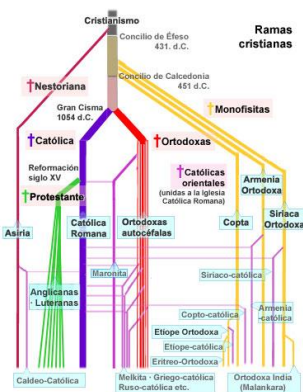 Cristianismo
Ramas
cristianas
Concilio de Éfeso
431. d.C.
Concilio de Calcedonia
451 d.C.
†Nestoriana
Gran Cisma
1054 d.C.
†Monofisitas
†Católica
†Ortodoxas
Reformación
siglo XV
†Católicas
orientales
(unidas a la Iglesia
Católica Romana)
†Protestante
Armenia
Ortodoxa
Siriaca
Ortodoxa
Asiria
Católica
Romana
Ortodoxas
autocéfalas
Copta
Maronita
Siriaco-católica
Anglicanas
· Luteranas
Copto-católica
Armenia
-católica
Etíope Ortodoxa
Etíope-católica
Eritreo-Ortodoxa
Caldeo-Católica
Melkita · Griego-católica
Ruso-católica etc.
Ortodoxa India
(Malankara)